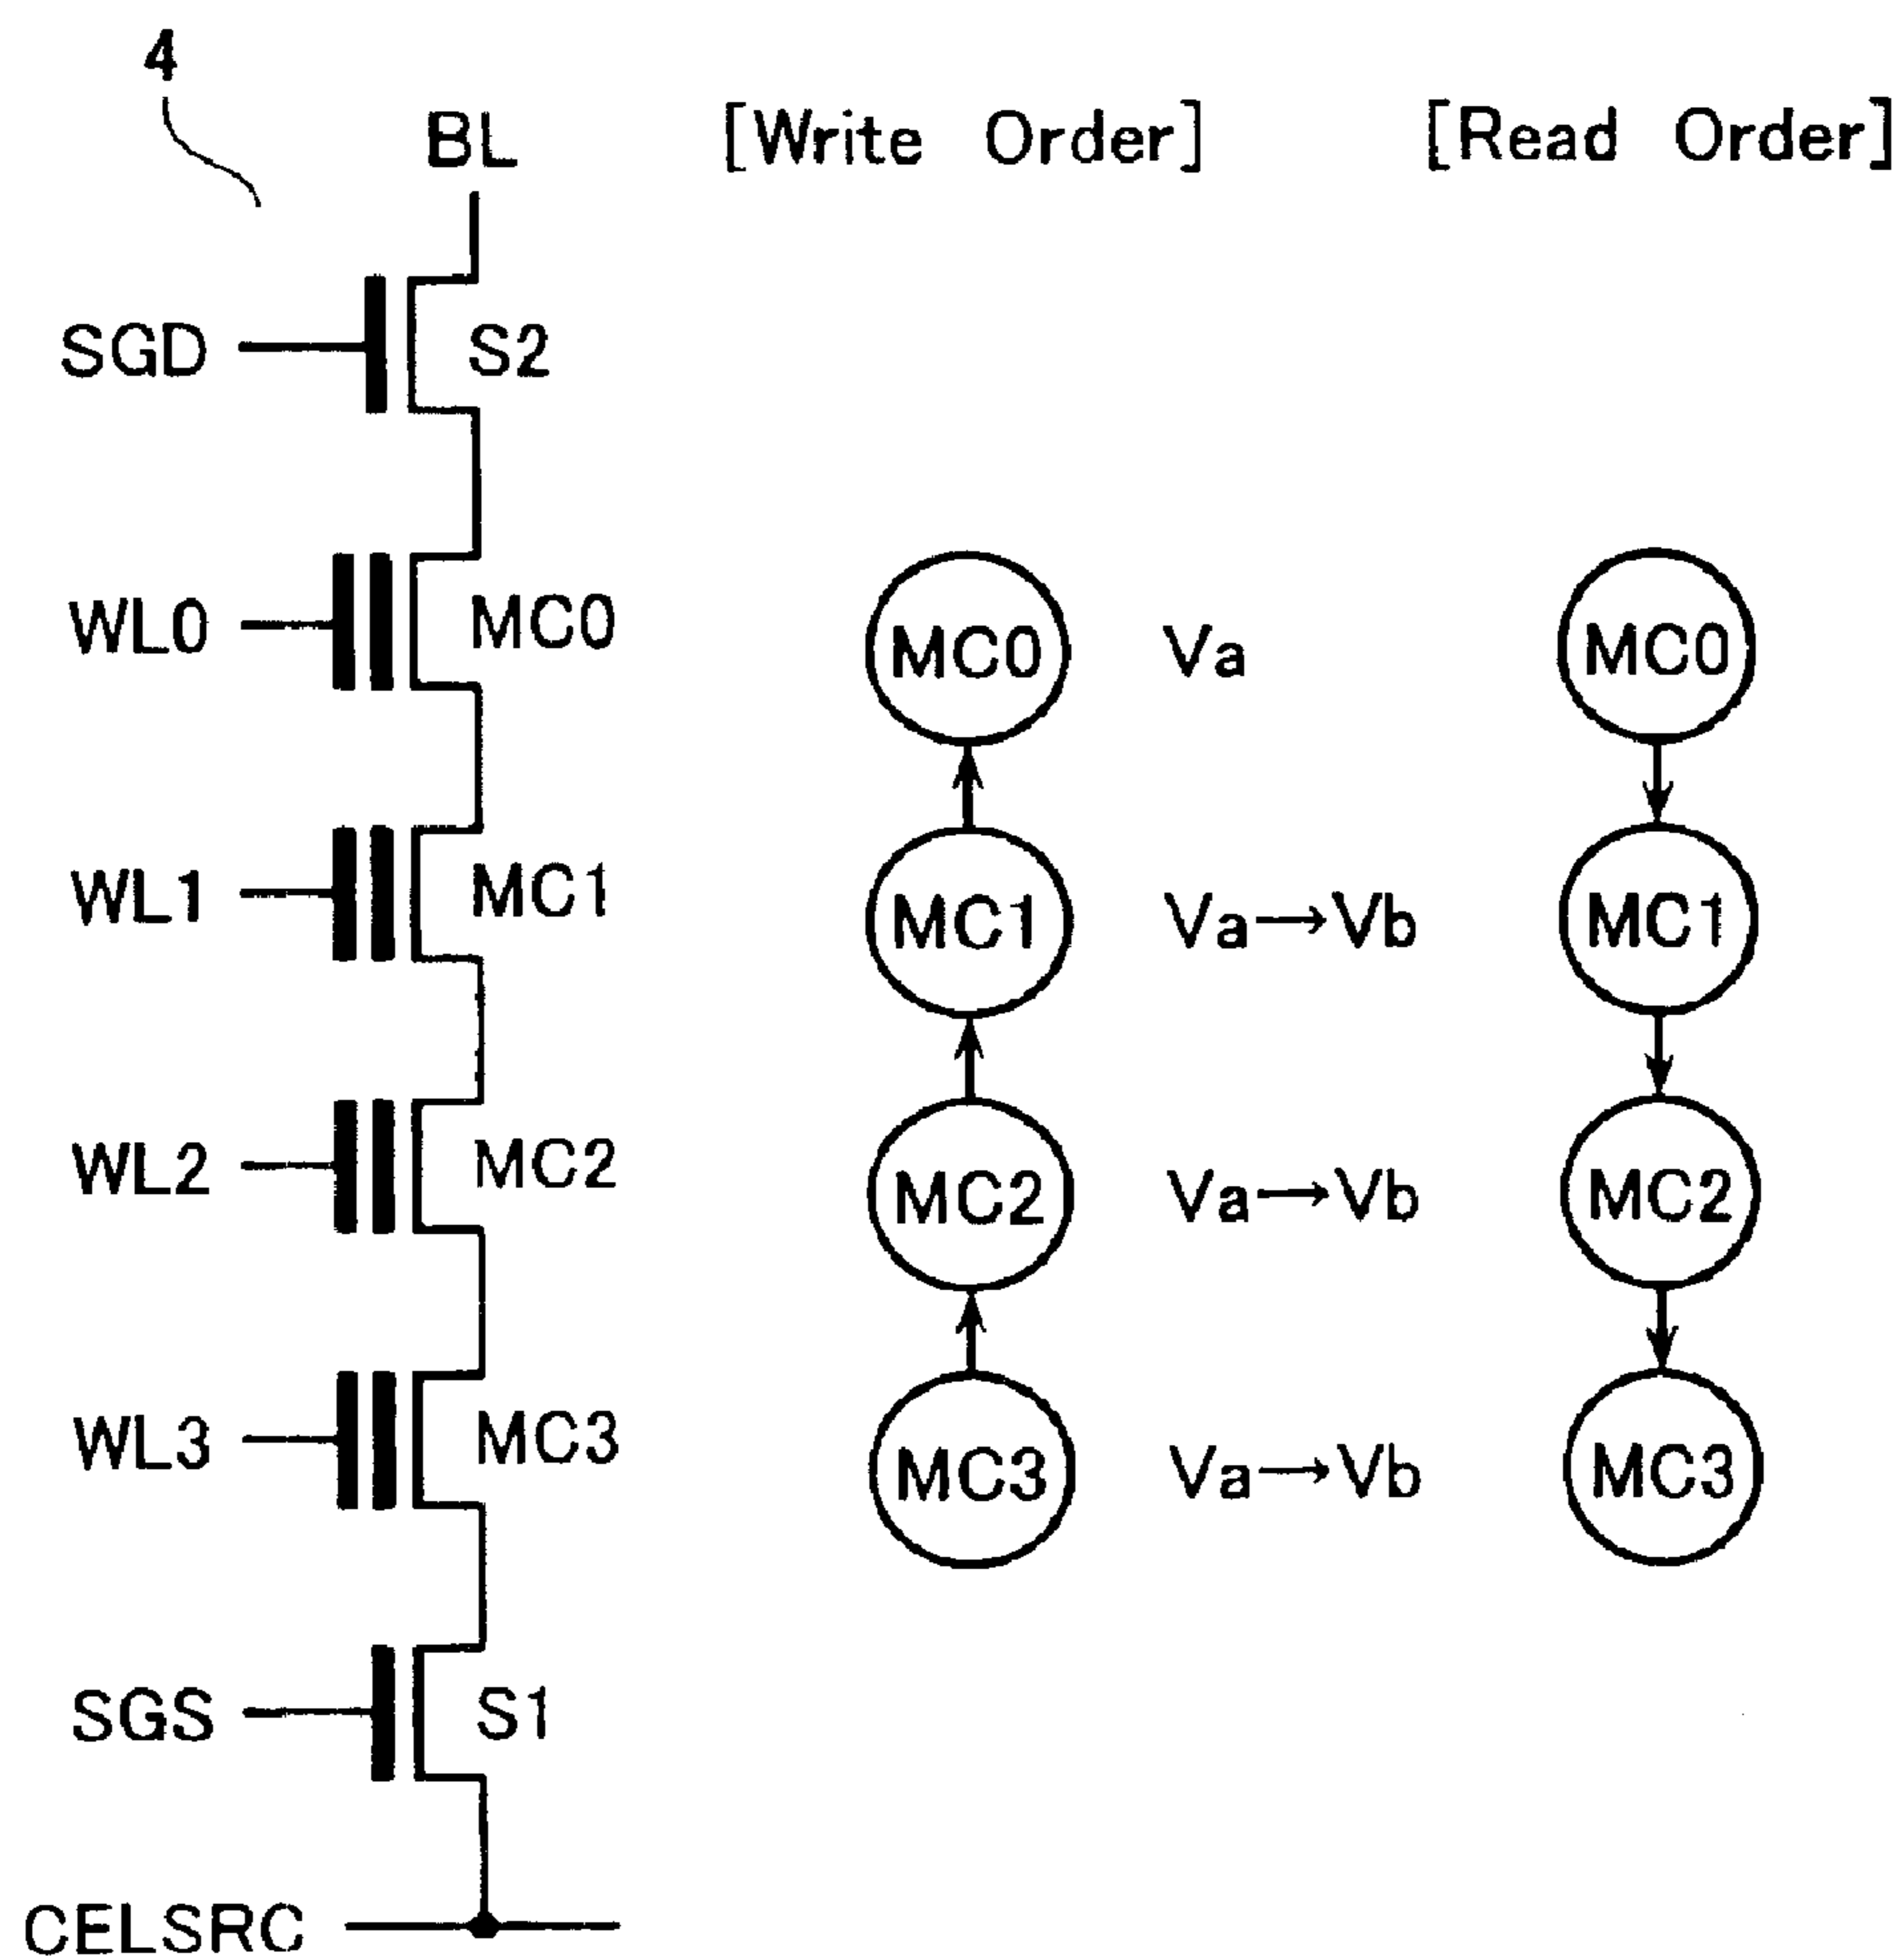 4
BL [Write Order] [Read Order]
SGD S2
WL0 MC0 MC0 Va MC0
WL1 MC1 MC1 Va→Vb MC1
WL2 MC2 MC2 Va→Vb MC2
WL3 MC3 MC3 Va→Vb MC3
SGS S1
CELSRC